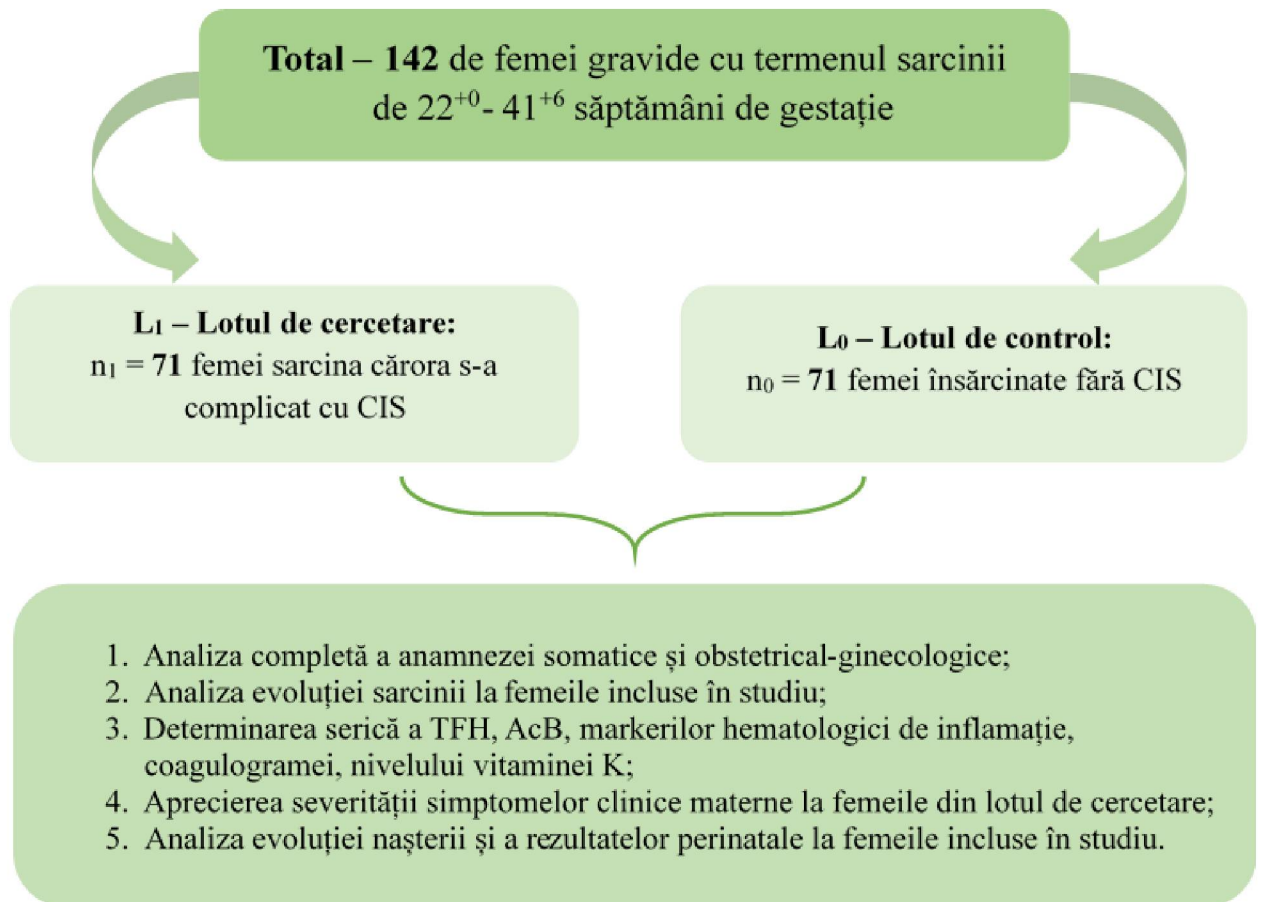 Total – 142 de femei gravide cu termenul sarcinii
de 22⁺⁰- 41⁺⁶ săptămâni de gestație
L₁ – Lotul de cercetare:
n₁ = 71 femei sarcina cărora s-a
complicat cu CIS
L₀ – Lotul de control:
n₀ = 71 femei însărcinate fără CIS
1. Analiza completă a anamnezei somatice și obstetrical-ginecologice;
2. Analiza evoluției sarcinii la femeile incluse în studiu;
3. Determinarea serică a TFH, AcB, markerilor hematologici de inflamație,
coagulogramei, nivelului vitaminei K;
4. Aprecierea severității simptomelor clinice materne la femeile din lotul de cercetare;
5. Analiza evoluției nașterii și a rezultatelor perinatale la femeile incluse în studiu.